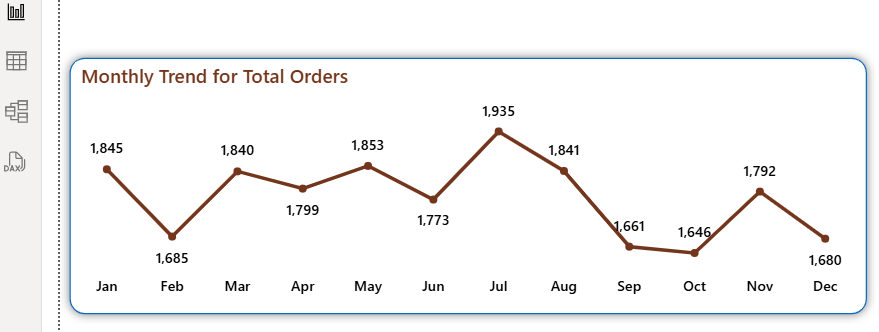 Monthly Trend for Total Orders
1,935
1,845 1,840 1,853 1,841
1,792
1,799 1,773
1,661 1,646
1,685 1,680
Jan Feb Mar Apr May Jun Jul Aug Sep Oct Nov Dec
DAX